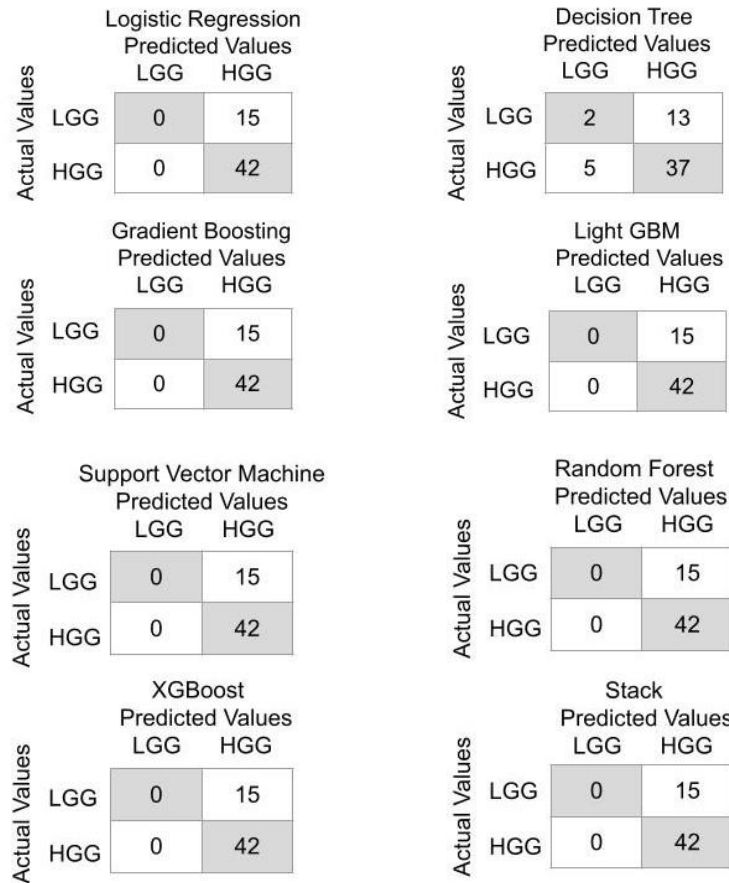 Logistic Regression
Predicted Values
LGG HGG
Actual Values
LGG 0 15
HGG 0 42
Decision Tree
Predicted Values
LGG HGG
Actual Values
LGG 2 13
HGG 5 37
Gradient Boosting
Predicted Values
LGG HGG
Actual Values
LGG 0 15
HGG 0 42
Light GBM
Predicted Values
LGG HGG
Actual Values
LGG 0 15
HGG 0 42
Support Vector Machine
Predicted Values
LGG HGG
Actual Values
LGG 0 15
HGG 0 42
Random Forest
Predicted Values
LGG HGG
Actual Values
LGG 0 15
HGG 0 42
XGBoost
Predicted Values
LGG HGG
Actual Values
LGG 0 15
HGG 0 42
Stack
Predicted Values
LGG HGG
Actual Values
LGG 0 15
HGG 0 42